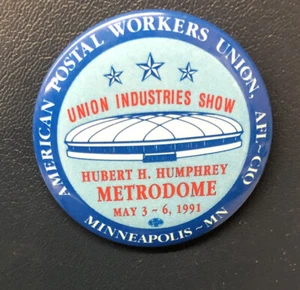 AMERICAN POSTAL WORKERS UNION, AFL-CIO
UNION INDUSTRIES SHOW
HUBERT H. HUMPHREY
METRODOME
MAY 3 - 6, 1991
MINNEAPOLIS ~ MN